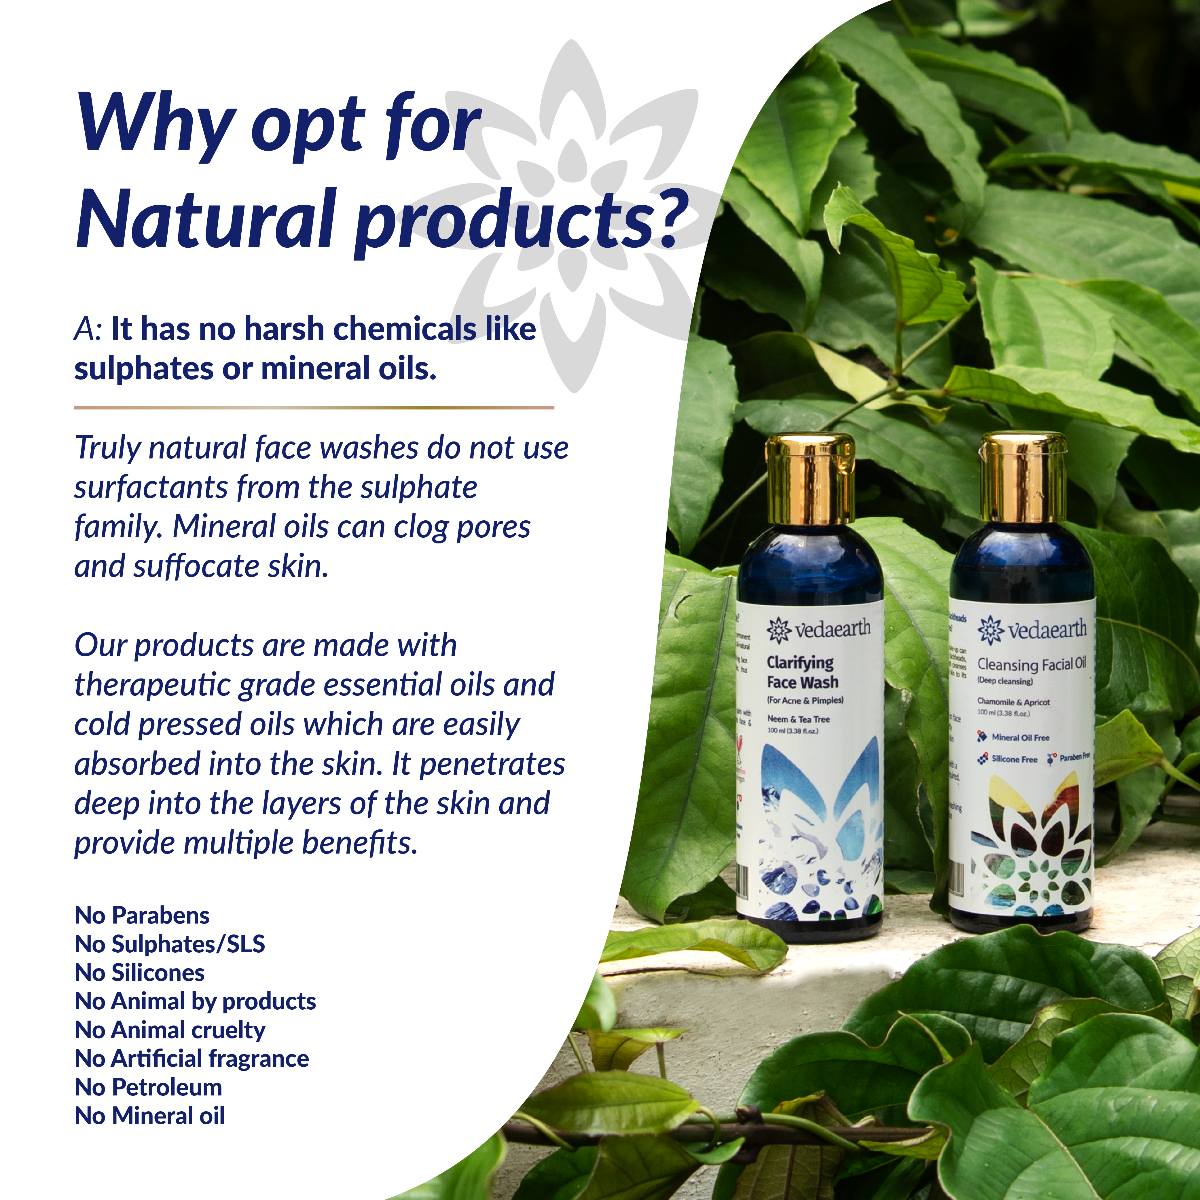 Why opt for
Natural products?
A: It has no harsh chemicals like
sulphates or mineral oils.
Truly natural face washes do not use
surfactants from the sulphate
family. Mineral oils can clog pores
and suffocate skin.
Our products are made with
therapeutic grade essential oils and
cold pressed oils which are easily
absorbed into the skin. It penetrates
deep into the layers of the skin and
provide multiple benefits.
No Parabens
No Sulphates/SLS
No Silicones
No Animal by products
No Animal cruelty
No Artificial fragrance
No Petroleum
No Mineral oil
vedaearth
Clarifying
Face Wash
(For Acne & Pimples)
Neem & Tea Tree
100 ml (3.38 fl.oz.)
vedaearth
Cleansing Facial Oil
(Deep cleansing)
Chamomile & Apricot
100 ml (3.38 fl.oz.)
Mineral Oil Free
Silicone Free
Paraben Free